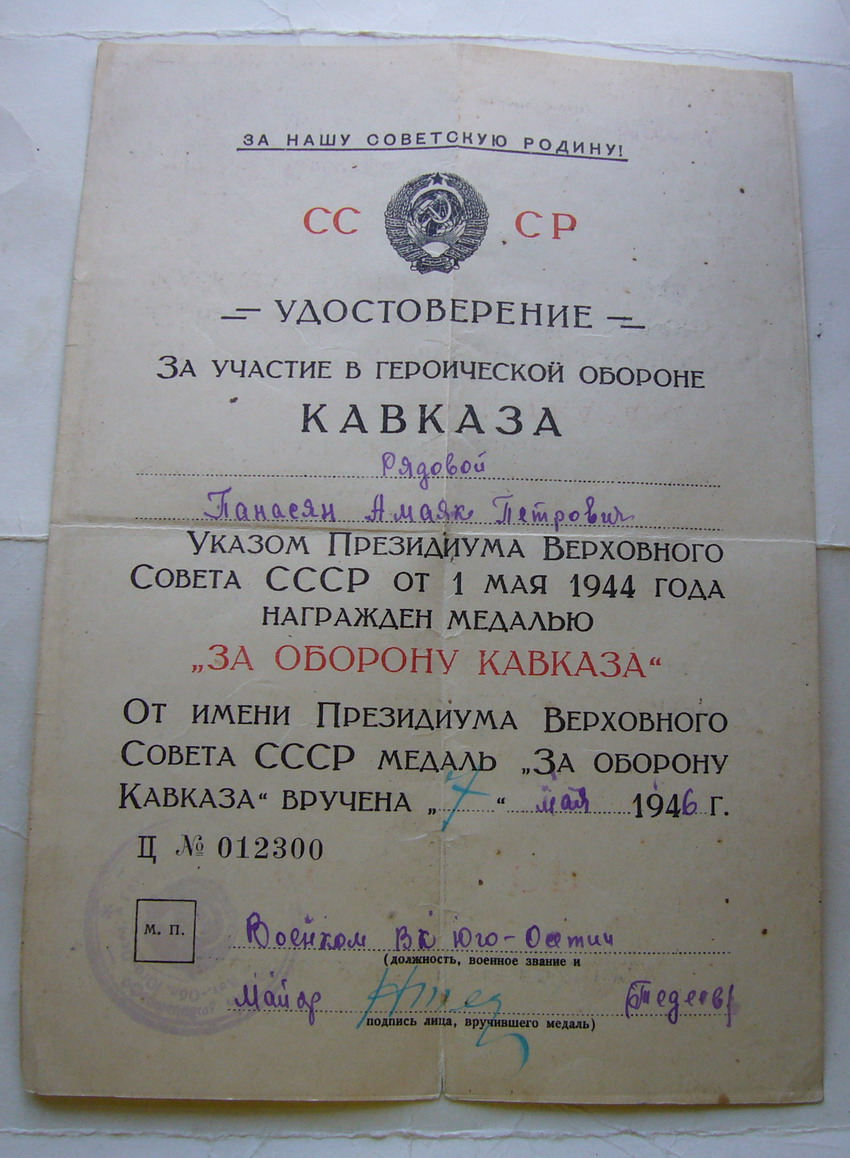 ЗА НАШУ СОВЕТСКУЮ РОДИНУ!
СС СР
УДОСТОВЕРЕНИЕ
ЗА УЧАСТИЕ В ГЕРОИЧЕСКОЙ ОБОРОНЕ
КАВКАЗА
Рядовой
Панасян Амаяк Петрович
УКАЗОМ ПРЕЗИДИУМА ВЕРХОВНОГО
СОВЕТА СССР ОТ 1 МАЯ 1944 ГОДА
НАГРАЖДЕН МЕДАЛЬЮ
„ЗА ОБОРОНУ КАВКАЗА“
ОТ ИМЕНИ ПРЕЗИДИУМА ВЕРХОВНОГО
СОВЕТА СССР МЕДАЛЬ „ЗА ОБОРОНУ
КАВКАЗА“ ВРУЧЕНА „7“ мая 1946 г.
Ц № 012300
М. П.
Военком ВК Юго-Осетии
(должность, военное звание и
Майор (Тедеев)
подпись лица, вручившего медаль)